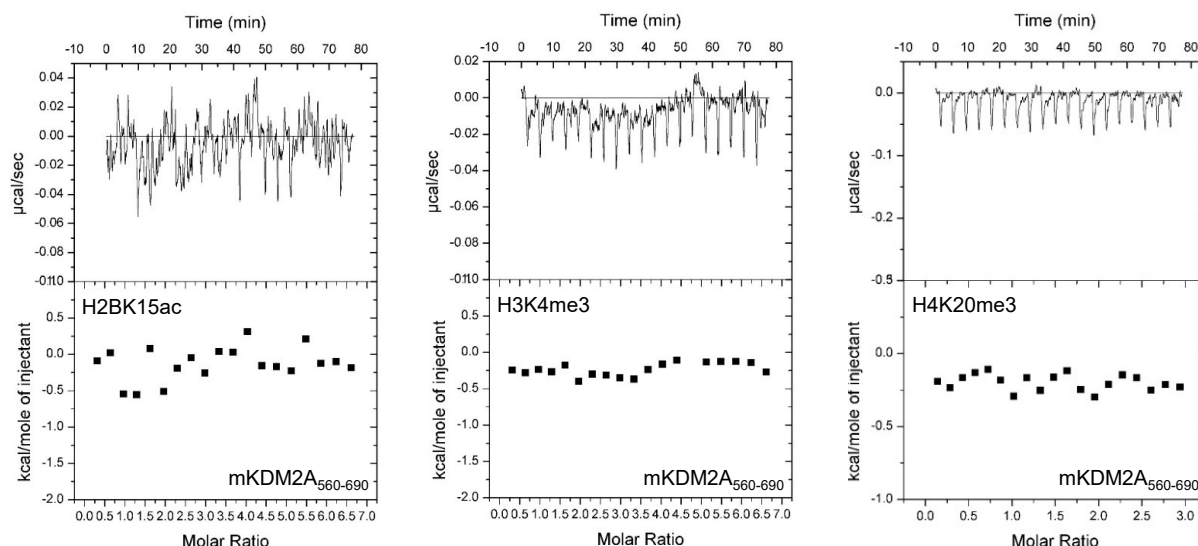 Time (min)
-10 0 10 20 30 40 50 60 70 80
0.04
0.02
0.00
-0.02
-0.04
-0.06
-0.08
-0110
µcal/sec
H2BK15ac
0.5
0.0
-0.5
-1.0
-1.5
-2.0
kcal/mole of injectant
mKDM2A560-690
0.0 0.5 1.0 1.5 2.0 2.5 3.0 3.5 4.0 4.5 5.0 5.5 6.0 6.5 7.0
Molar Ratio
Time (min)
-10 0 10 20 30 40 50 60 70 80
0.02
0.00
-0.02
-0.04
-0.06
-0.08
-0110
µcal/sec
H3K4me3
0.5
0.0
-0.5
-1.0
-1.5
-2.0
kcal/mole of injectant
mKDM2A560-690
0.0 0.5 1.0 1.5 2.0 2.5 3.0 3.5 4.0 4.5 5.0 5.5 6.0 6.5 7.0
Molar Ratio
Time (min)
-10 0 10 20 30 40 50 60 70 80
0.0
-0.1
-0.2
-0.5
µcal/sec
H4K20me3
0.0
-0.5
-1.0
kcal/mole of injectant
mKDM2A560-690
0.0 0.5 1.0 1.5 2.0 2.5 3.0
Molar Ratio